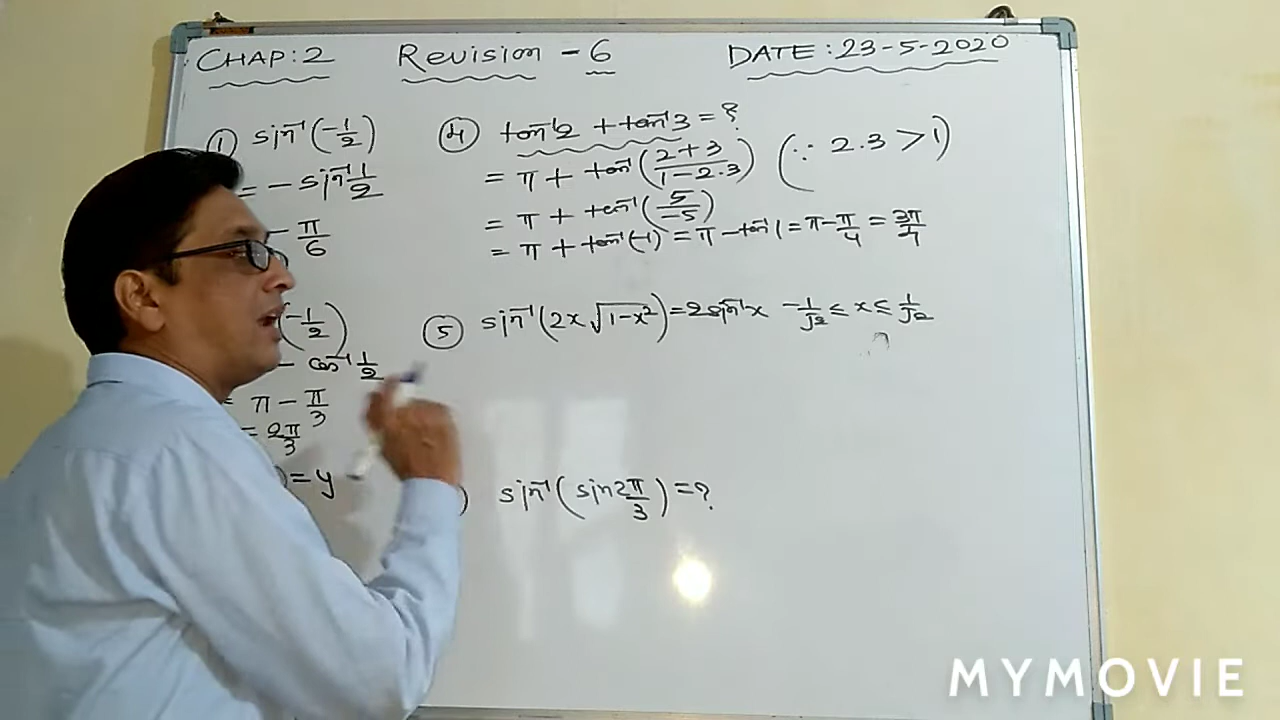 CHAP:2 Revision - 6 DATE: 23-5-2020
① sin⁻¹(-1/2)
= - sin⁻¹ 1/2
- π/6
(-1/2)
- cos⁻¹ 1/2
= π - π/3
= 2π/3
) = y
④ tan⁻¹2 + tan⁻¹3 = ?
= π + tan⁻¹(2+3/1-2.3) (∵ 2.3 > 1)
= π + tan⁻¹(5/-5)
= π + tan⁻¹(-1) = π - tan⁻¹1 = π - π/4 = 3π/4
⑤ sin⁻¹(2x√1-x²) = 2sin⁻¹x -1/√2 ≤ x ≤ 1/√2
) sin⁻¹(sin 2π/3) = ?
MYMOVIE